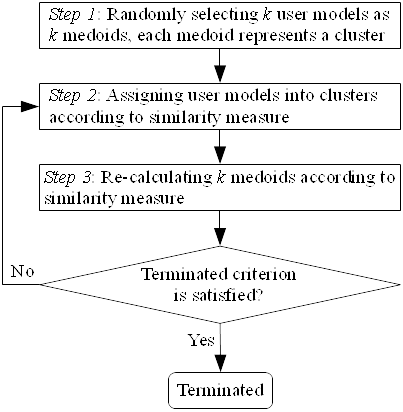 Step 1: Randomly selecting k user models as
k medoids, each medoid represents a cluster
Step 2: Assigning user models into clusters
according to similarity measure
Step 3: Re-calculating k medoids according to
similarity measure
No
Terminated criterion
is satisfied?
Yes
Terminated